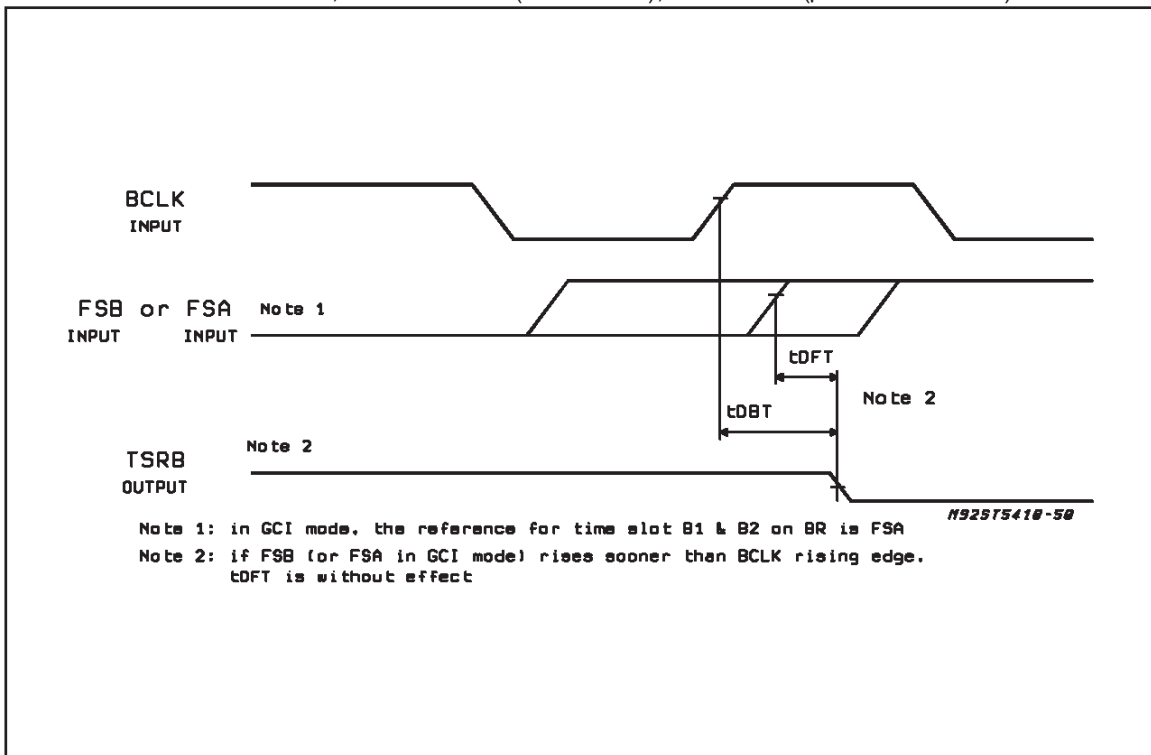 BCLK
INPUT
FSB or FSA Note 1
INPUT INPUT
tDFT
Note 2
tDBT
Note 2
TSRB
OUTPUT
M92ST5410-50
Note 1: in GCI mode, the reference for time slot B1 & B2 on BR is FSA
Note 2: if FSB (or FSA in GCI mode) rises sooner than BCLK rising edge,
tDFT is without effect